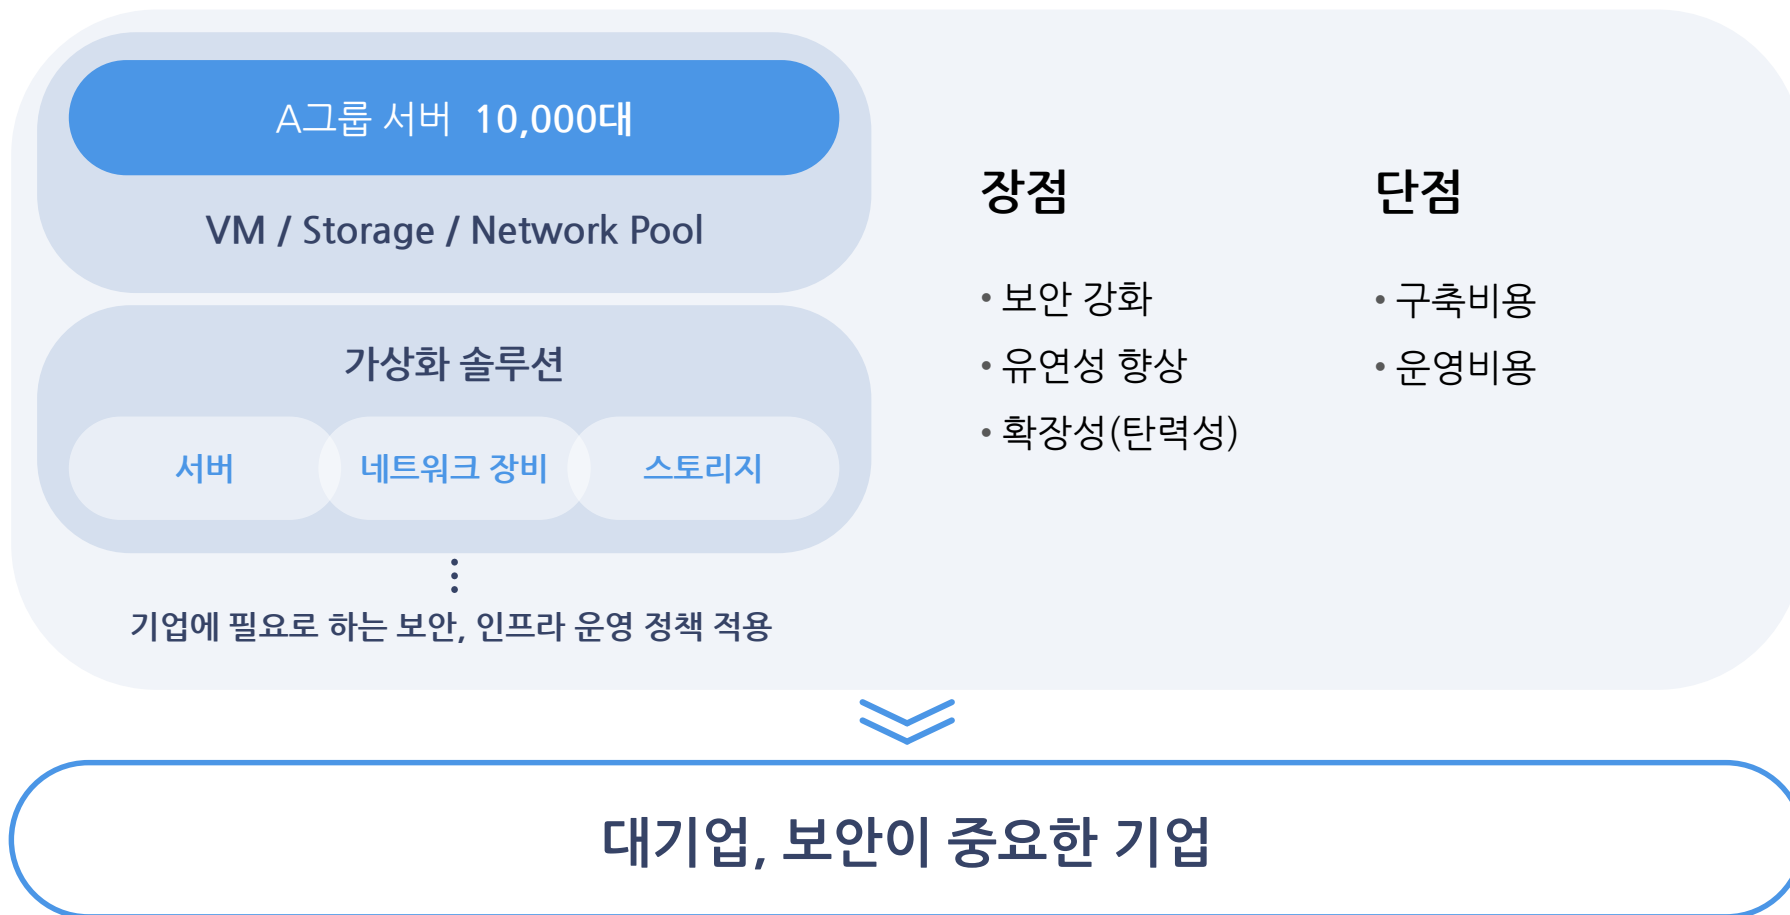 A그룹 서버 10,000대
VM / Storage / Network Pool
가상화 솔루션
서버
네트워크 장비
스토리지
기업에 필요로 하는 보안, 인프라 운영 정책 적용
장점
• 보안 강화
• 유연성 향상
• 확장성(탄력성)
단점
• 구축비용
• 운영비용
대기업, 보안이 중요한 기업